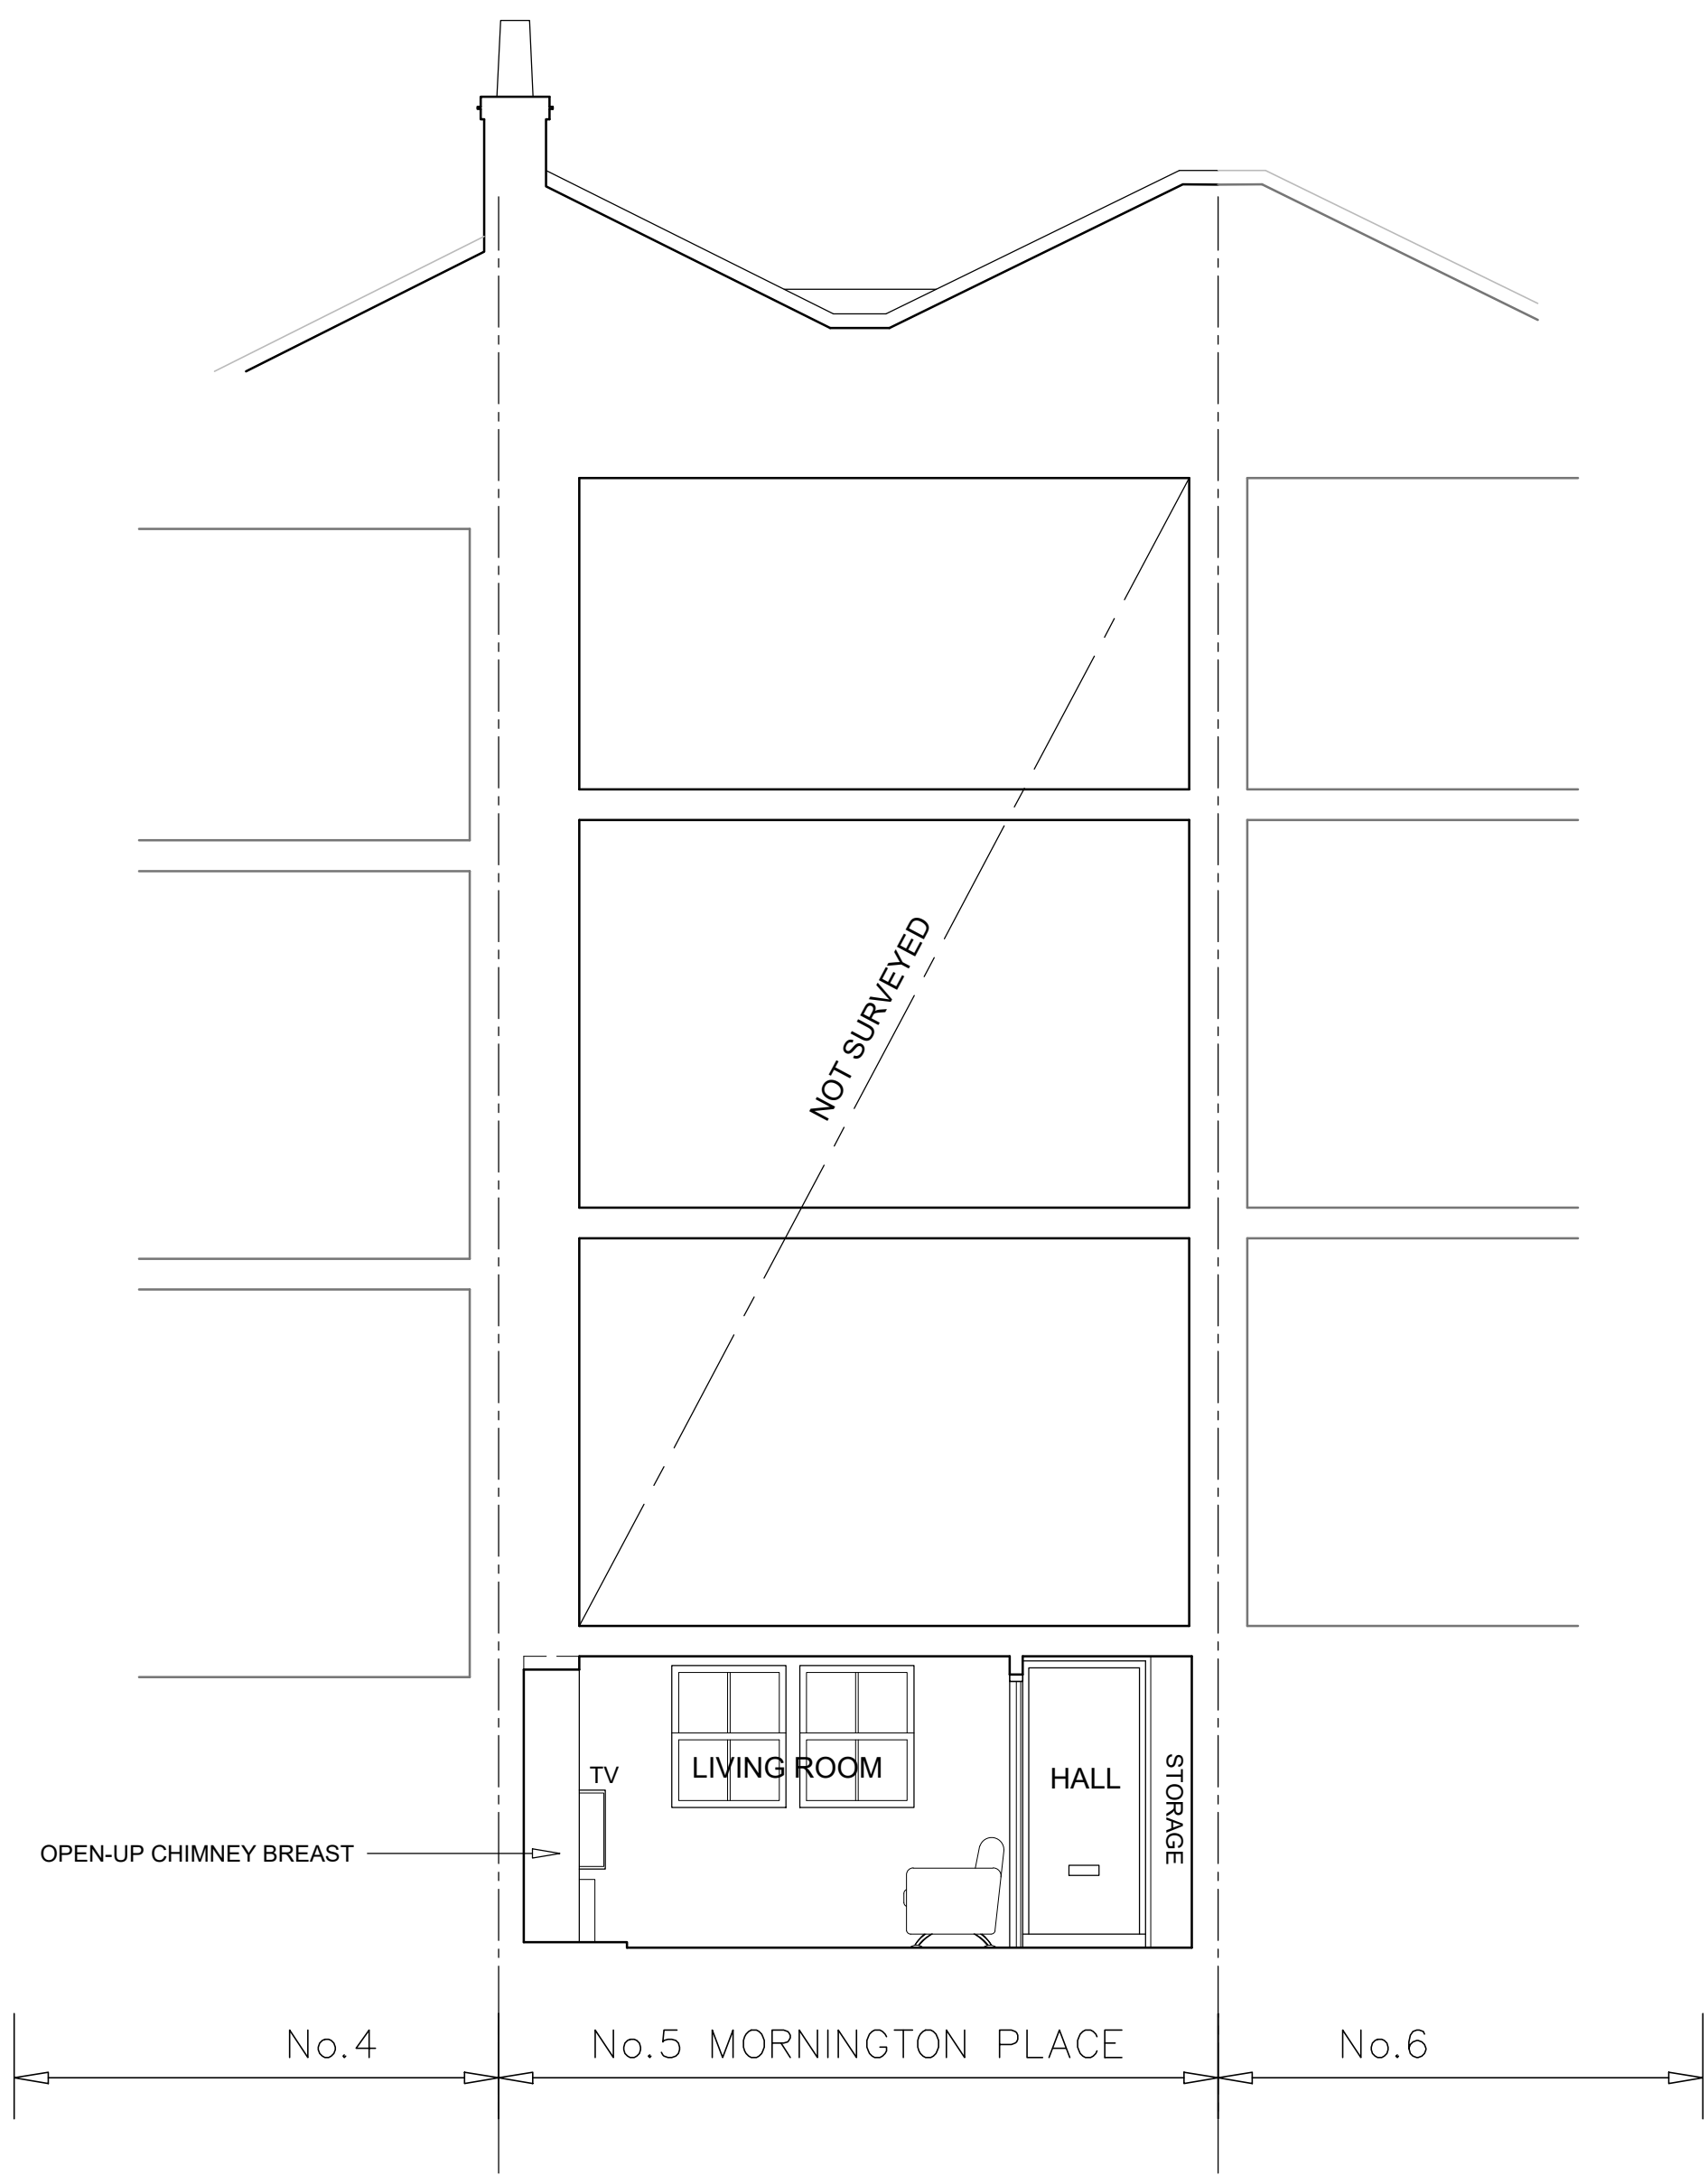 NOT SURVEYED
TV
LIVING ROOM
HALL
STORAGE
OPEN-UP CHIMNEY BREAST
No.4
No.5 MORNINGTON PLACE
No.6